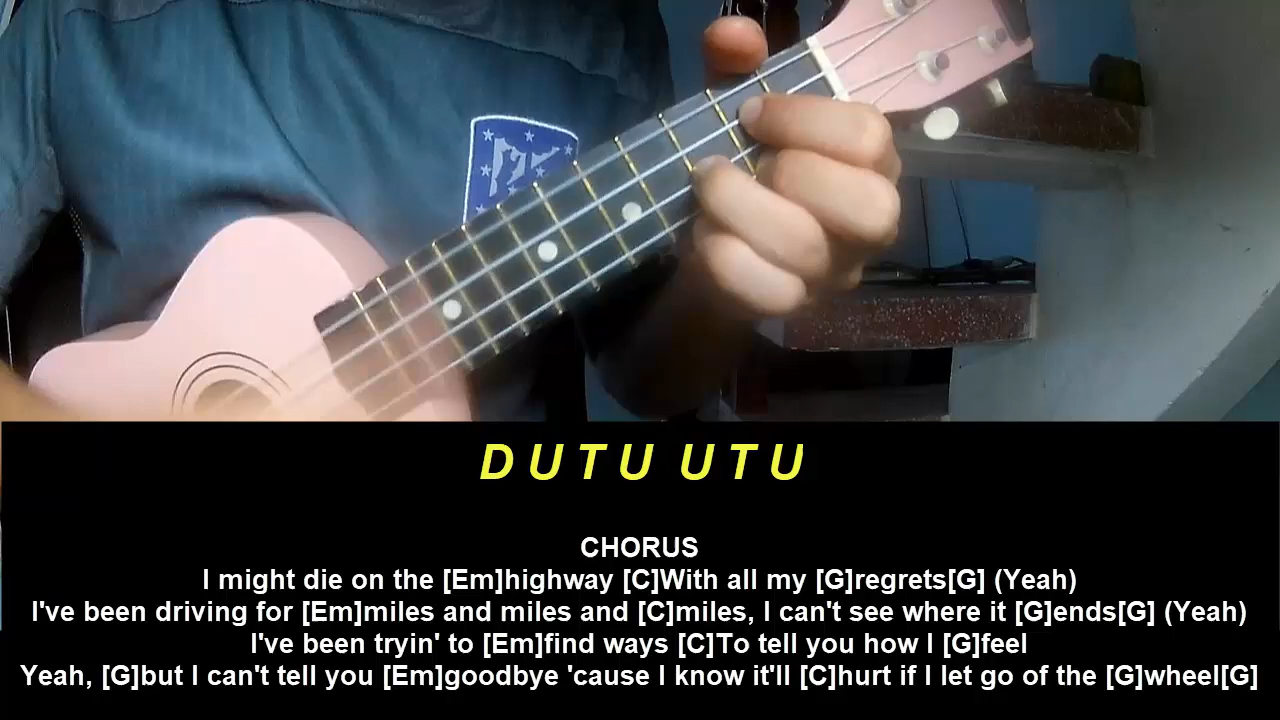 D U T U  U T U
CHORUS
I might die on the [Em]highway [C]With all my [G]regrets[G] (Yeah)
I've been driving for [Em]miles and miles and [C]miles, I can't see where it [G]ends[G] (Yeah)
I've been tryin' to [Em]find ways [C]To tell you how I [G]feel
Yeah, [G]but I can't tell you [Em]goodbye 'cause I know it'll [C]hurt if I let go of the [G]wheel[G]